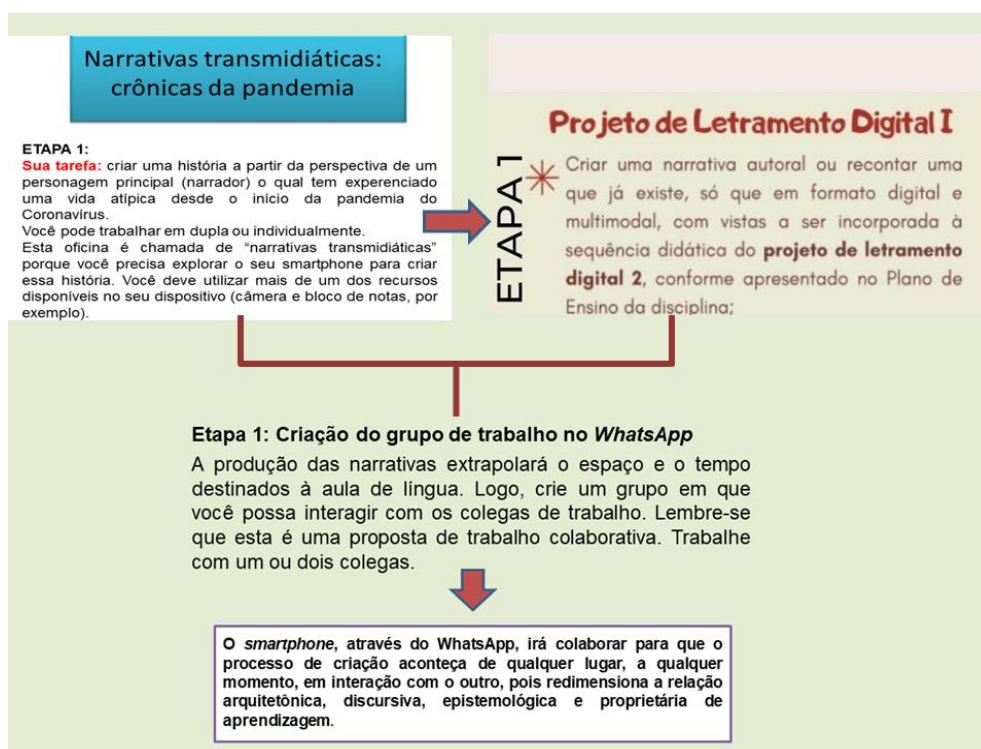 Narrativas transmidiáticas:
crônicas da pandemia
ETAPA 1:
Sua tarefa: criar uma história a partir da perspectiva de um
personagem principal (narrador) o qual tem experenciado
uma vida atípica desde o início da pandemia do
Coronavírus.
Você pode trabalhar em dupla ou individualmente.
Esta oficina é chamada de “narrativas transmidiáticas”
porque você precisa explorar o seu smartphone para criar
essa história. Você deve utilizar mais de um dos recursos
disponíveis no seu dispositivo (câmera e bloco de notas, por
exemplo).
Projeto de Letramento Digital I
ETAPA 1
Criar uma narrativa autoral ou recontar uma
que já existe, só que em formato digital e
multimodal, com vistas a ser incorporada à
sequência didática do projeto de letramento
digital 2, conforme apresentado no Plano de
Ensino da disciplina;
Etapa 1: Criação do grupo de trabalho no WhatsApp
A produção das narrativas extrapolará o espaço e o tempo
destinados à aula de língua. Logo, crie um grupo em que
você possa interagir com os colegas de trabalho. Lembre-se
que esta é uma proposta de trabalho colaborativa. Trabalhe
com um ou dois colegas.
O smartphone, através do WhatsApp, irá colaborar para que o
processo de criação aconteça de qualquer lugar, a qualquer
momento, em interação com o outro, pois redimensiona a relação
arquitetônica, discursiva, epistemológica e proprietária de
aprendizagem.